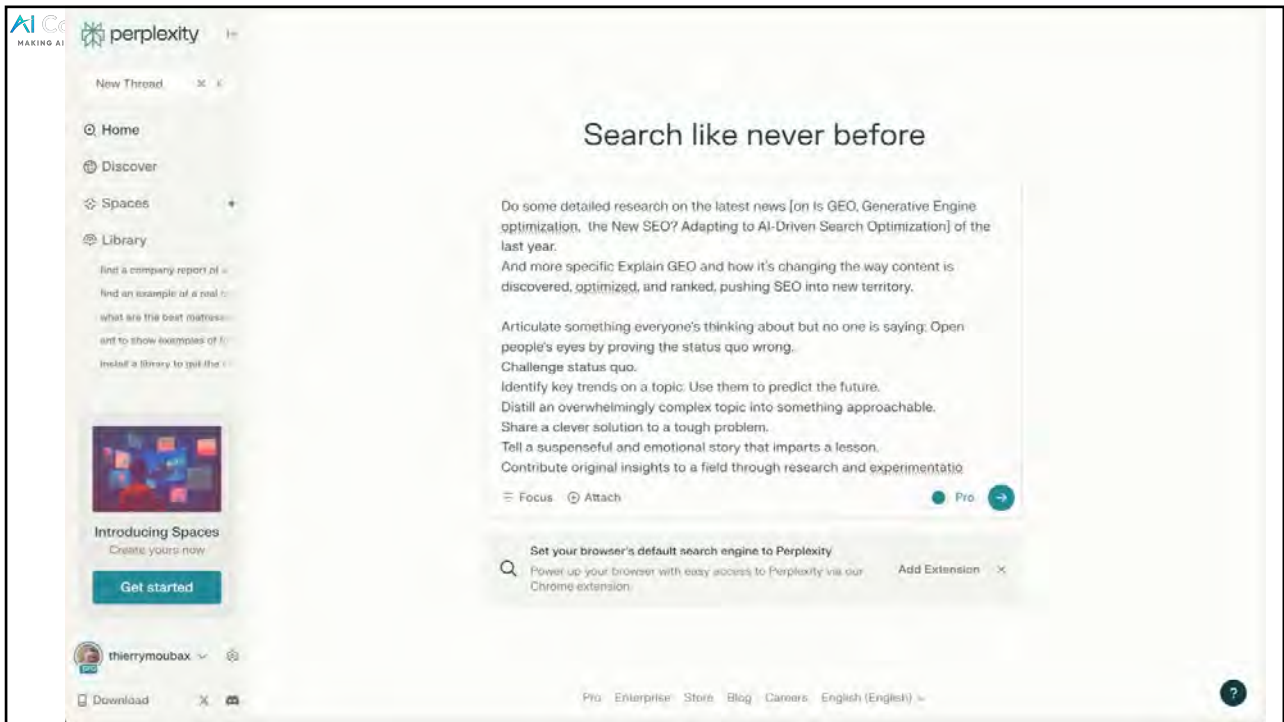 AI Co
MAKING AI
perplexity
New Thread
Home
Discover
Spaces +
Library
find a company report of a
find an example of a real
what are the best mattress
and to show examples of
install a library to put the
Introducing Spaces
Create yours now
Get started
thierrymoubax
Download
Search like never before
Do some detailed research on the latest news [on Is GEO, Generative Engine
optimization, the New SEO? Adapting to AI-Driven Search Optimization] of the
last year.
And more specific Explain GEO and how it's changing the way content is
discovered, optimized, and ranked, pushing SEO into new territory.
Articulate something everyone's thinking about but no one is saying: Open
people's eyes by proving the status quo wrong.
Challenge status quo.
Identify key trends on a topic. Use them to predict the future.
Distill an overwhelmingly complex topic into something approachable.
Share a clever solution to a tough problem.
Tell a suspenseful and emotional story that imparts a lesson.
Contribute original insights to a field through research and experimentatio
Focus Attach Pro
Set your browser's default search engine to Perplexity
Power up your browser with easy access to Perplexity via our
Chrome extension.
Add Extension ×
Pro Enterprise Store Blog Careers English (English)
?